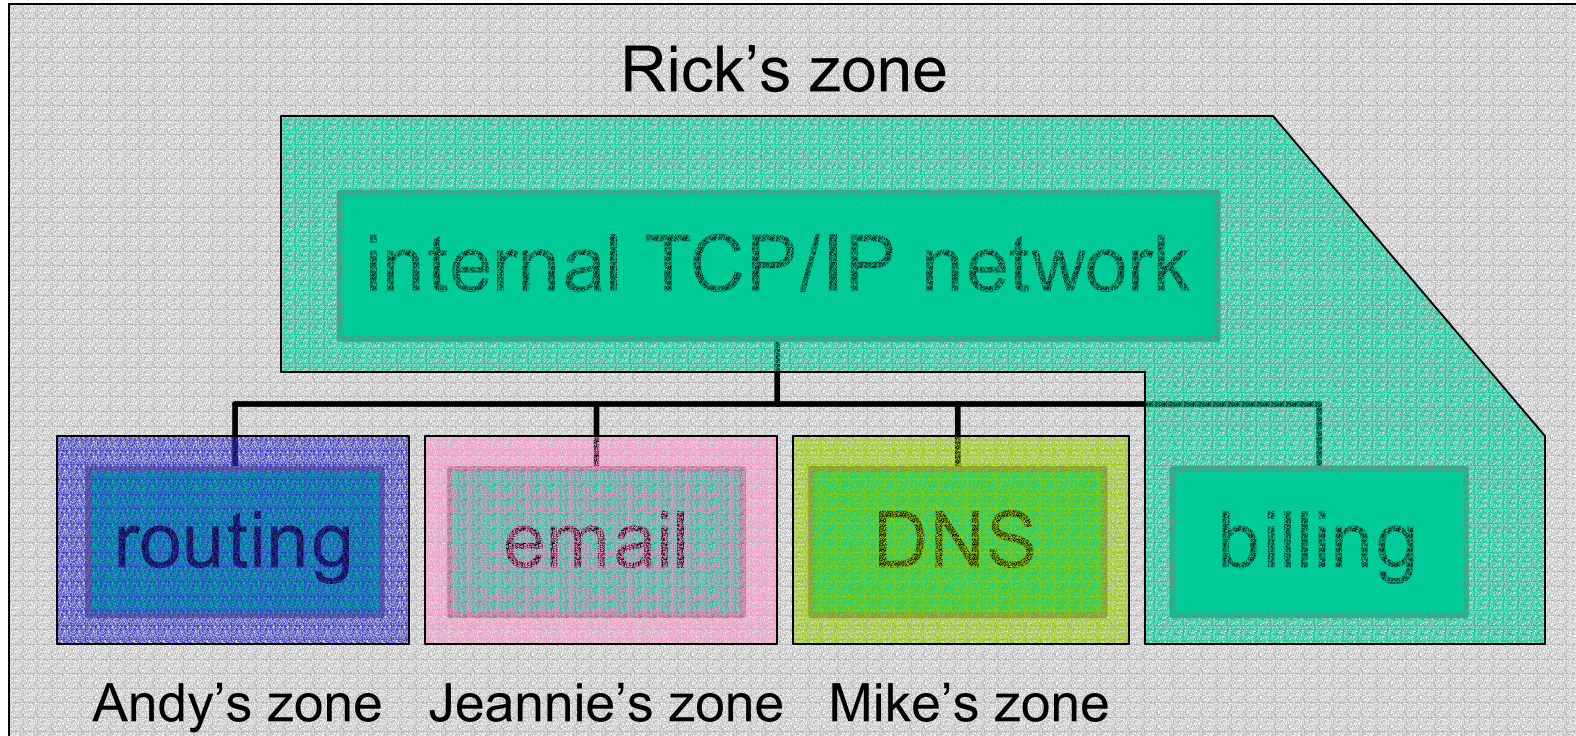 Rick’s zone
internal TCP/IP network
routing email DNS billing
Andy’s zone Jeannie’s zone Mike’s zone